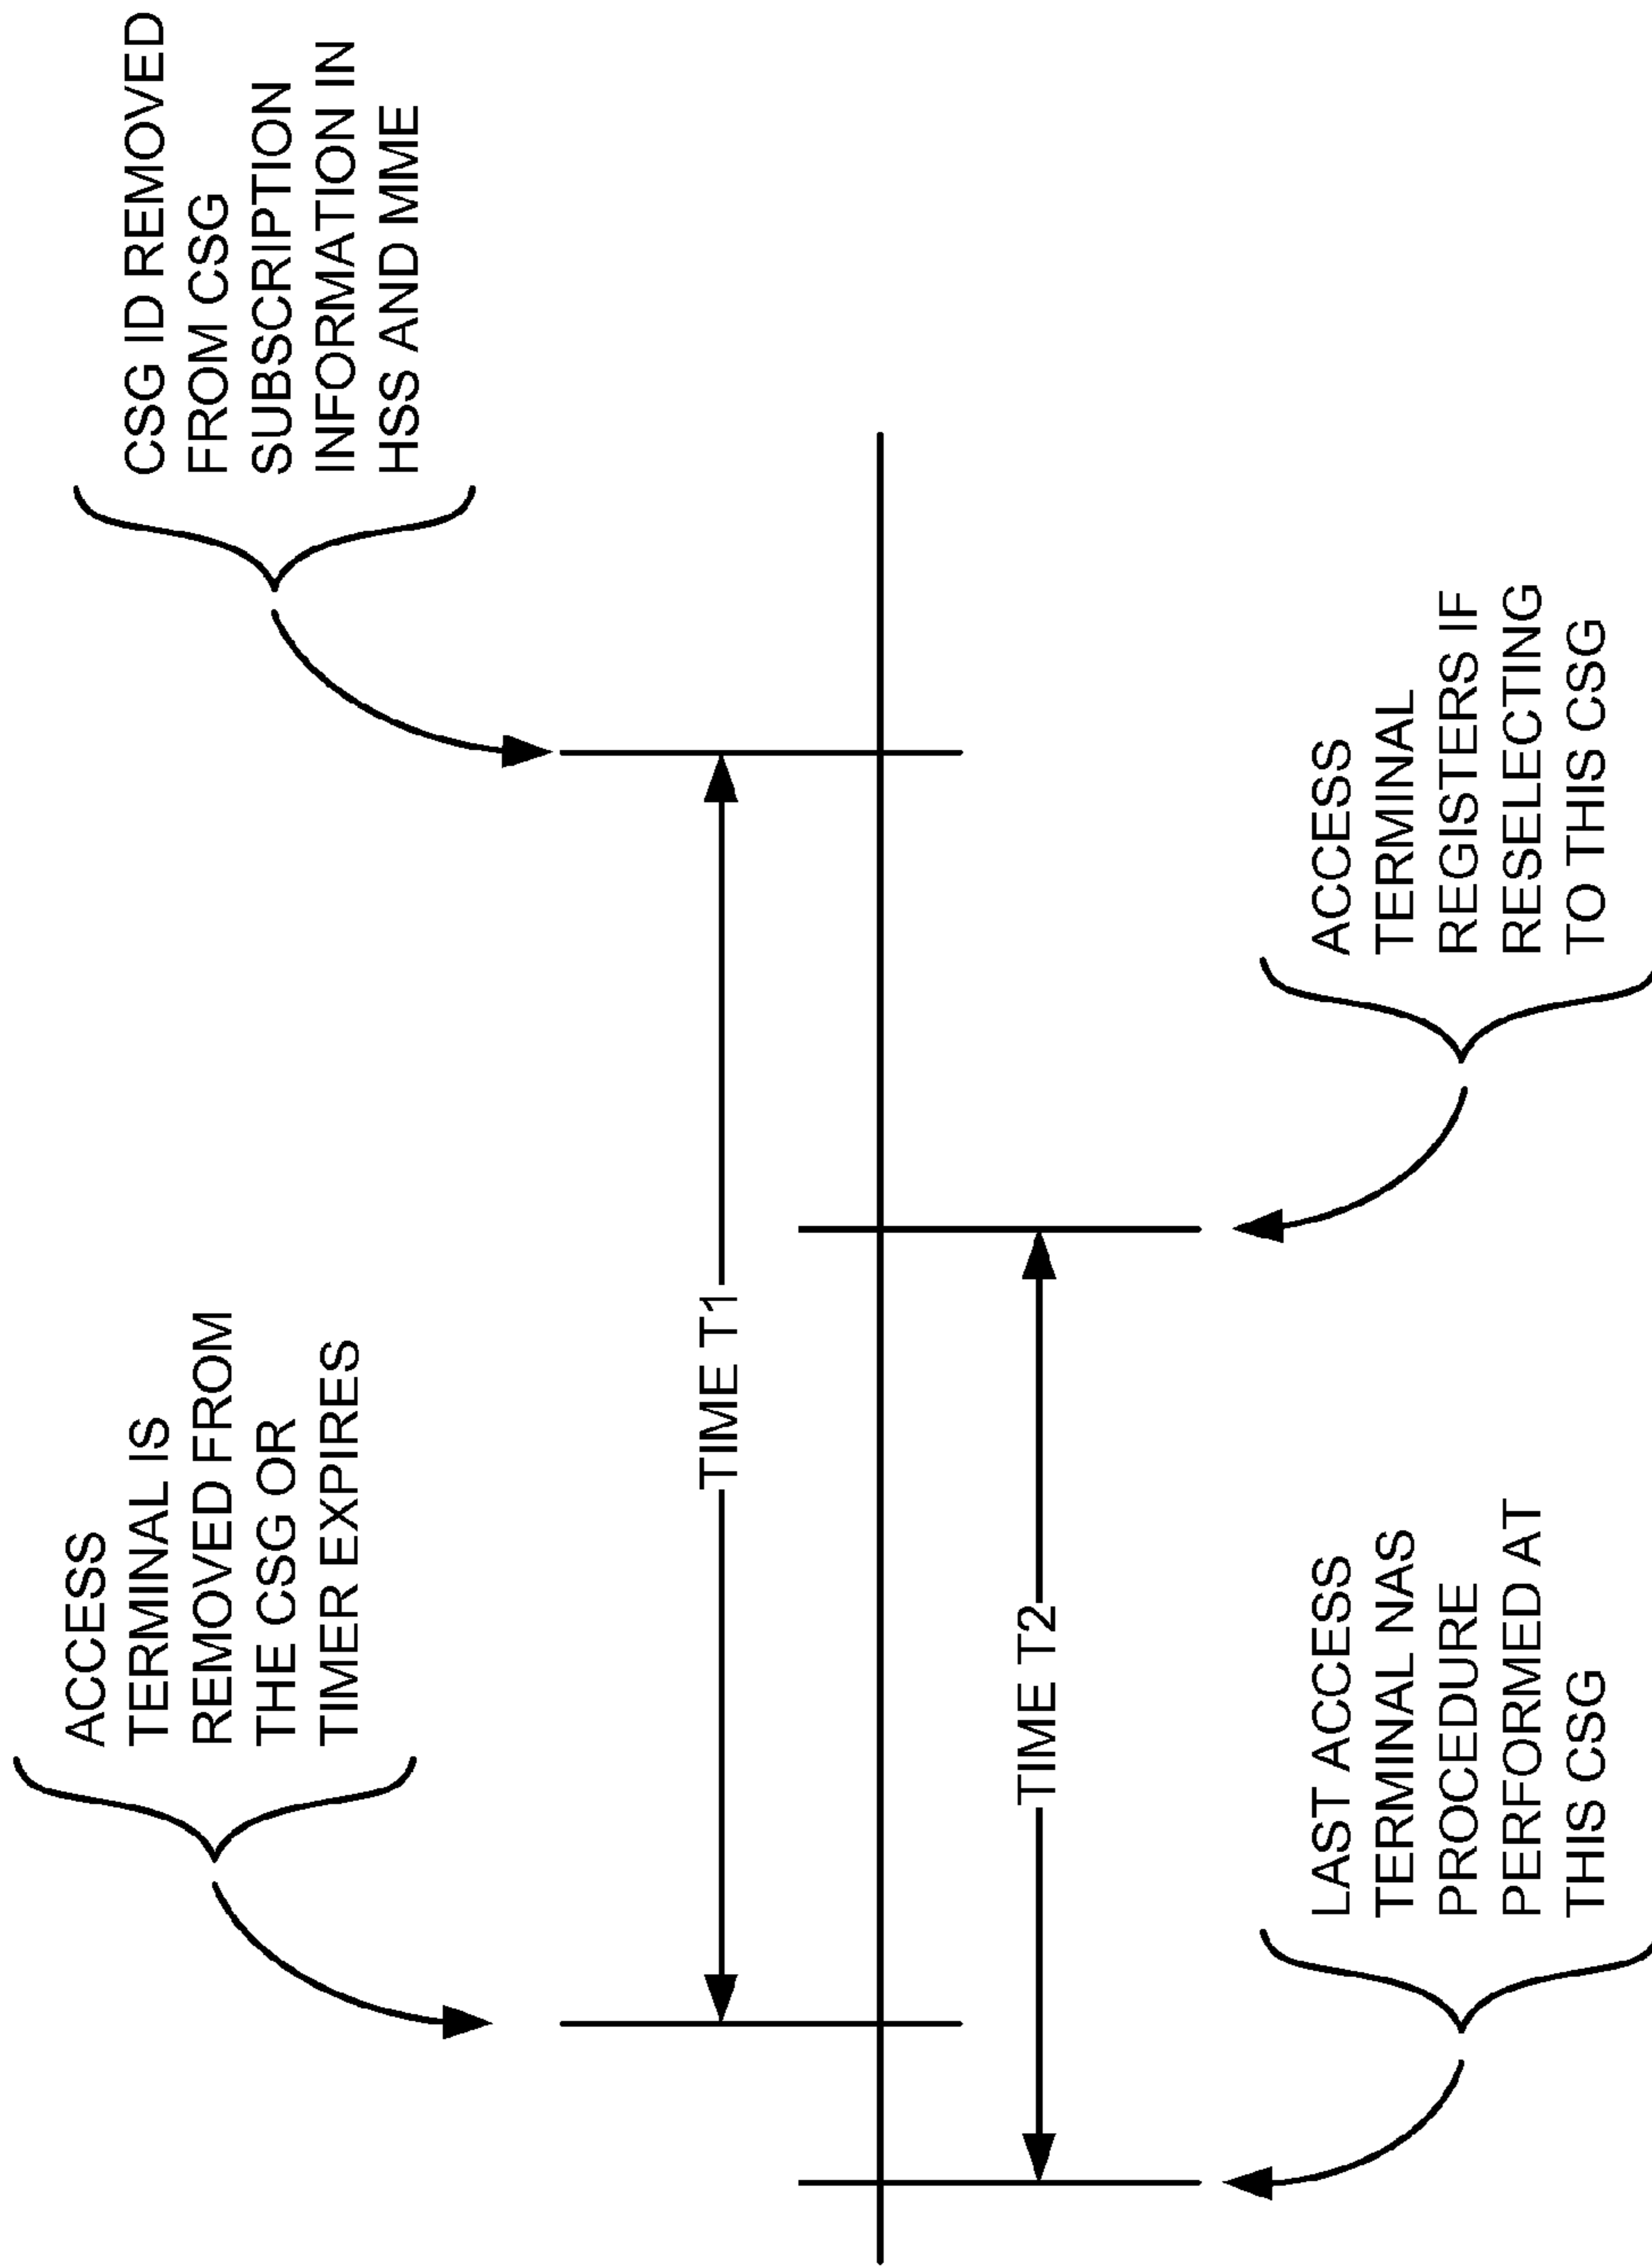 ACCESS
TERMINAL IS
REMOVED FROM
THE CSG OR
TIMER EXPIRES
CSG ID REMOVED
FROM CSG
SUBSCRIPTION
INFORMATION IN
HSS AND MME
TIME T1
TIME T2
LAST ACCESS
TERMINAL NAS
PROCEDURE
PERFORMED AT
THIS CSG
ACCESS
TERMINAL
REGISTERS IF
RESELECTING
TO THIS CSG